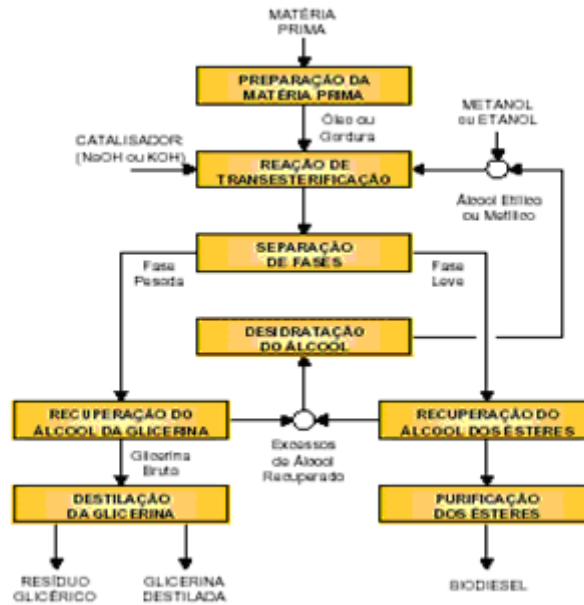 MATÉRIA
PRIMA
PREPARAÇÃO DA
MATÉRIA PRIMA
Óleo ou
Gordura
METANOL
ou ETANOL
CATALISADOR:
(NaOH ou KOH)
REAÇÃO DE
TRANSESTERIFICAÇÃO
Álcool Etílico
ou Metílico
SEPARAÇÃO
DE FASES
Fase
Pesada
Fase
Leve
DESIDRATAÇÃO
DO ÁLCOOL
RECUPERAÇÃO DO
ÁLCOOL DA GLICERINA
RECUPERAÇÃO DO
ÁLCOOL DOS ÉSTERES
Excessos
de Álcool
Recuperado
Glicerina
Bruta
DESTILAÇÃO
DA GLICERINA
PURIFICAÇÃO
DOS ÉSTERES
RESÍDUO
GLICÉRICO
GLICERINA
DESTILADA
BIODIESEL